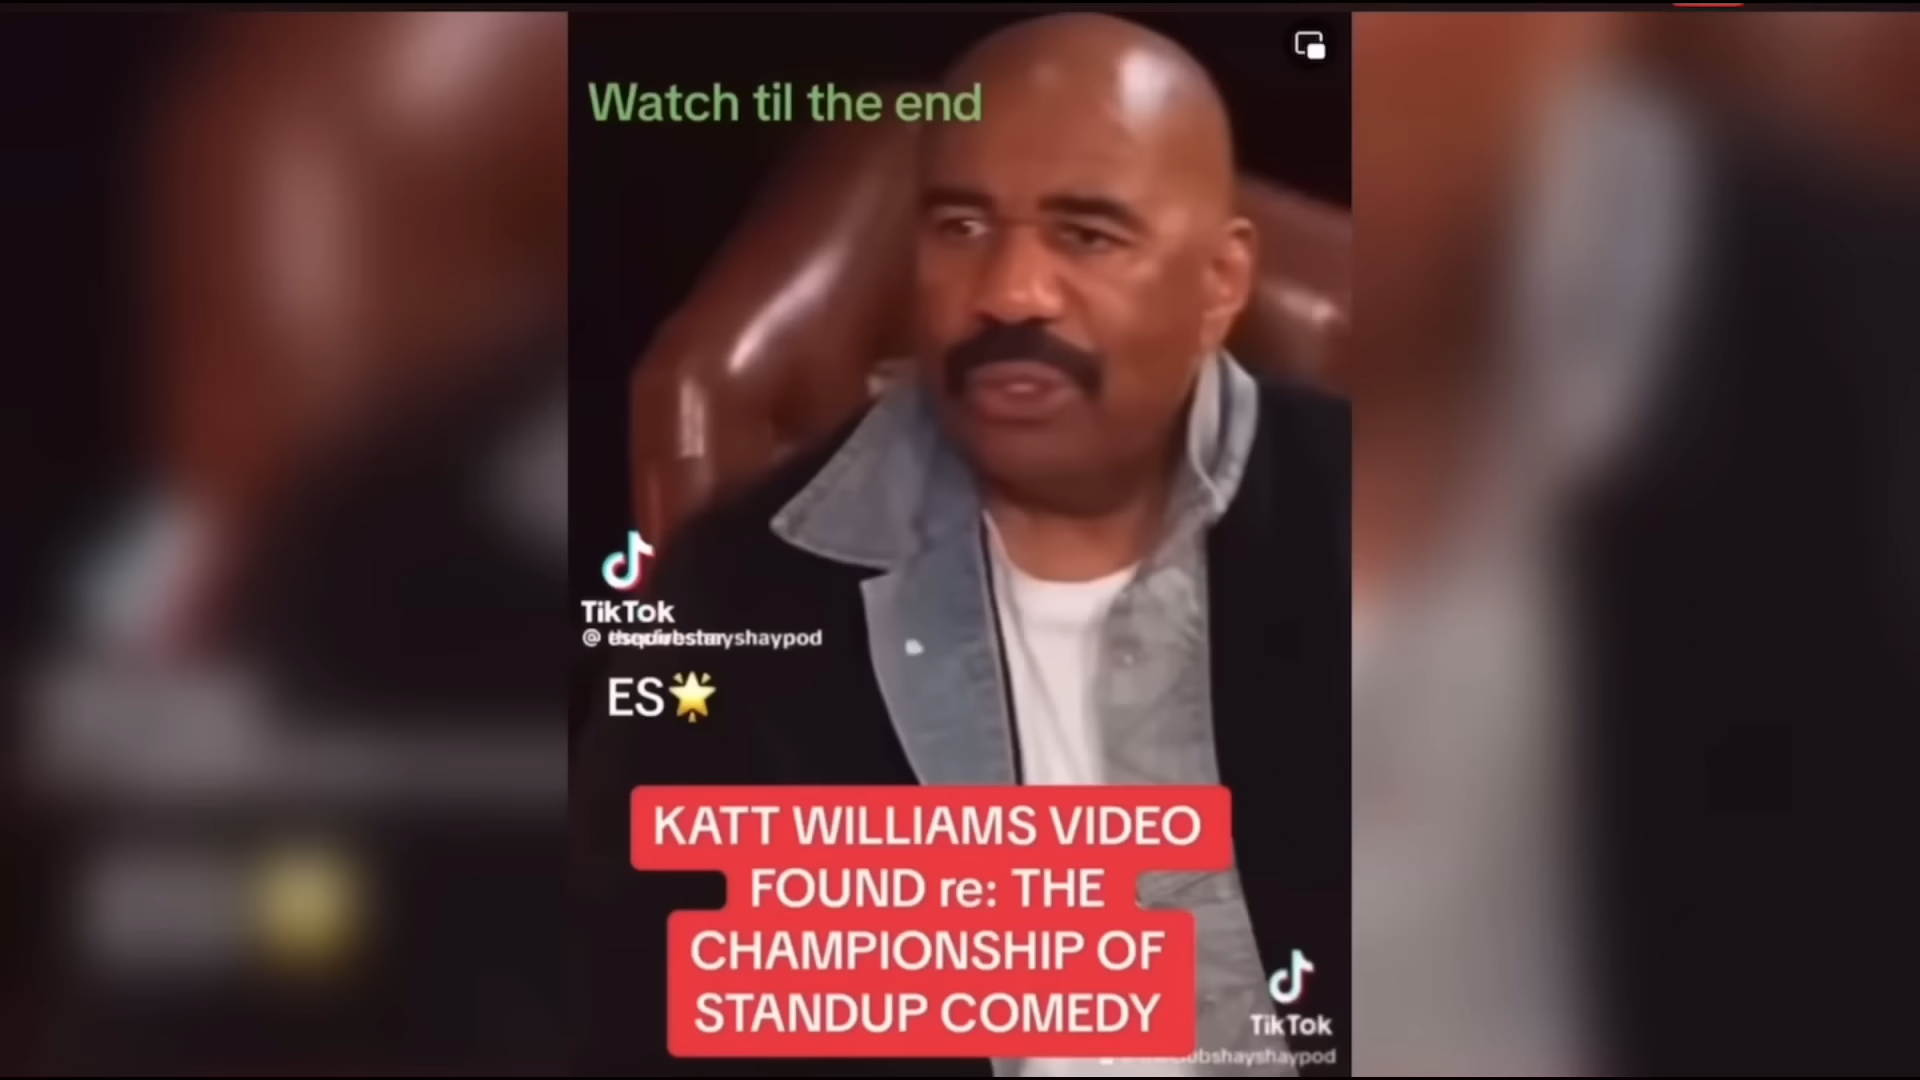 Watch til the end
TikTok
@
ES
KATT WILLIAMS VIDEO
FOUND re: THE
CHAMPIONSHIP OF
STANDUP COMEDY
TikTok